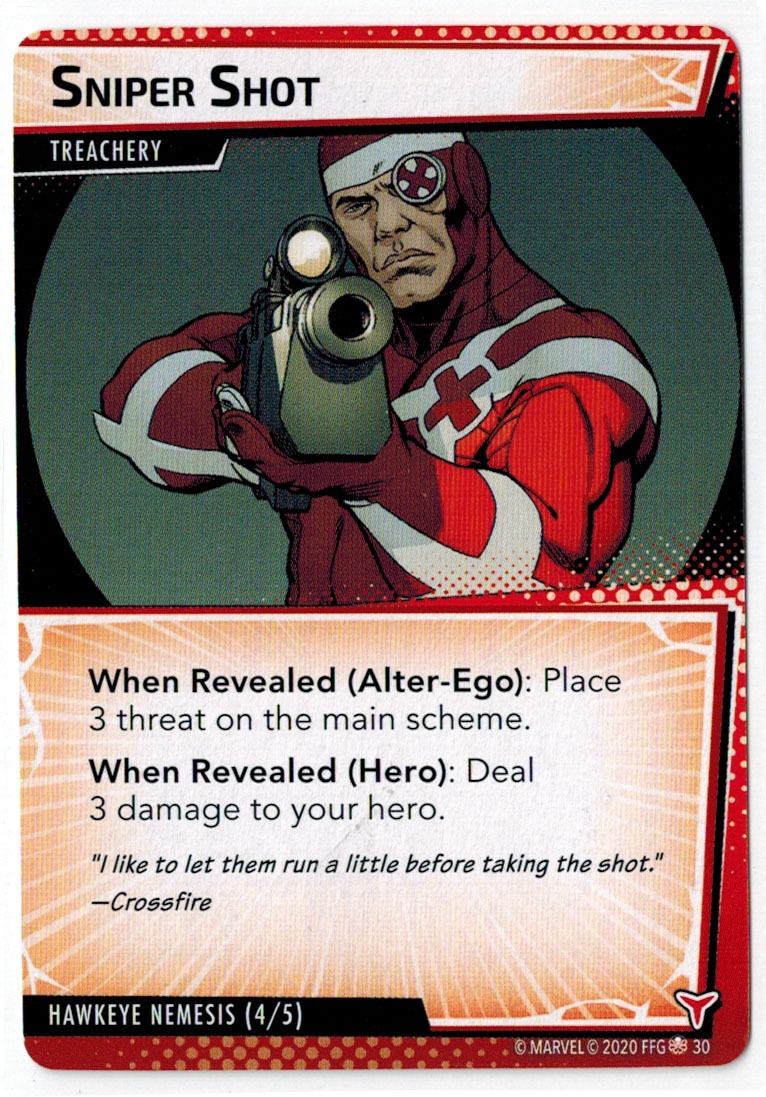 SNIPER SHOT
TREACHERY
When Revealed (Alter-Ego): Place
3 threat on the main scheme.
When Revealed (Hero): Deal
3 damage to your hero.
"I like to let them run a little before taking the shot."
—Crossfire
HAWKEYE NEMESIS (4/5)
© MARVEL © 2020 FFG 30